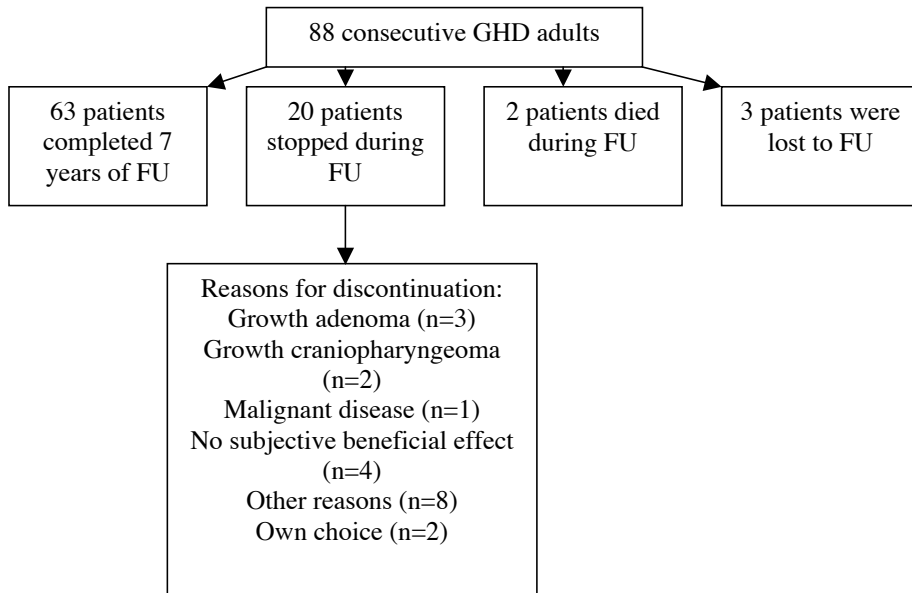 88 consecutive GHD adults
63 patients
completed 7
years of FU
20 patients
stopped during
FU
2 patients died
during FU
3 patients were
lost to FU
Reasons for discontinuation:
Growth adenoma (n=3)
Growth craniopharyngeoma
(n=2)
Malignant disease (n=1)
No subjective beneficial effect
(n=4)
Other reasons (n=8)
Own choice (n=2)